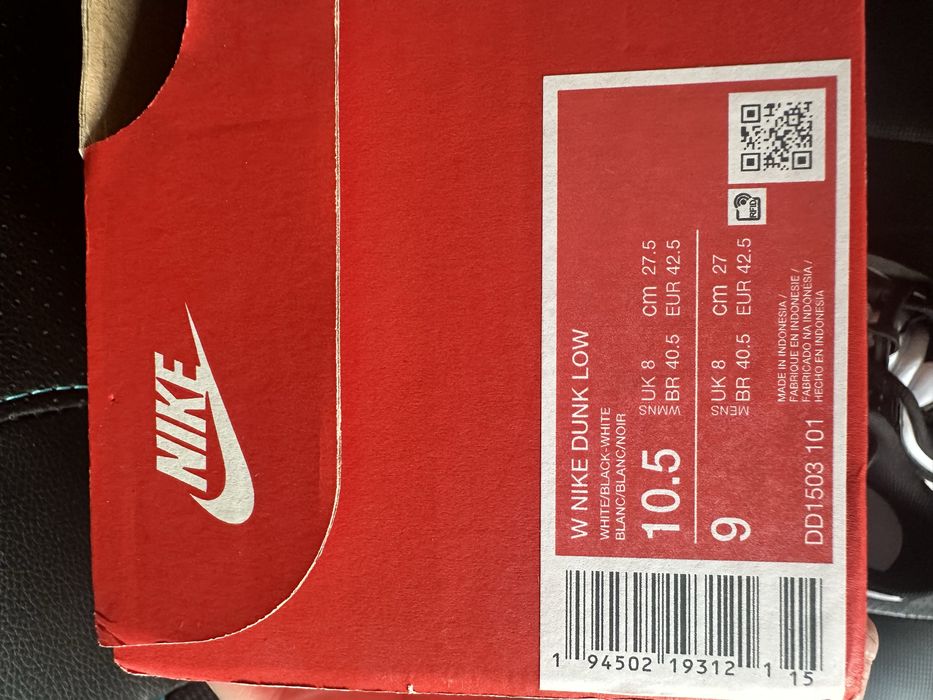 NIKE
W NIKE DUNK LOW
WHITE/BLACK-WHITE
BLANC/BLANC/NOIR
10.5 WMNS UK 8 cm 27.5
BR 40.5 EUR 42.5
9 MENS UK 8 cm 27
BR 40.5 EUR 42.5
RFID
MADE IN INDONESIA /
FABRIQUE EN INDONESIE /
FABRICADO NA INDONESIA /
HECHO EN INDONESIA
DD1503 101
1 94502 19312 1 15